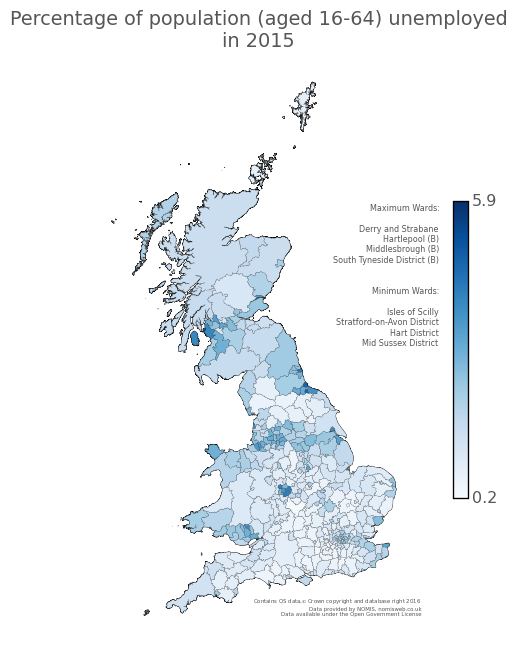 Percentage of population (aged 16-64) unemployed
in 2015
5.9
Maximum Wards:
Derry and Strabane
Hartlepool (B)
Middlesbrough (B)
South Tyneside District (B)
Minimum Wards:
Isles of Scilly
Stratford-on-Avon District
Hart District
Mid Sussex District
0.2
Contains OS data © Crown copyright and database right 2016
Data provided by NOMIS, nomisweb.co.uk
Data available under the Open Government License